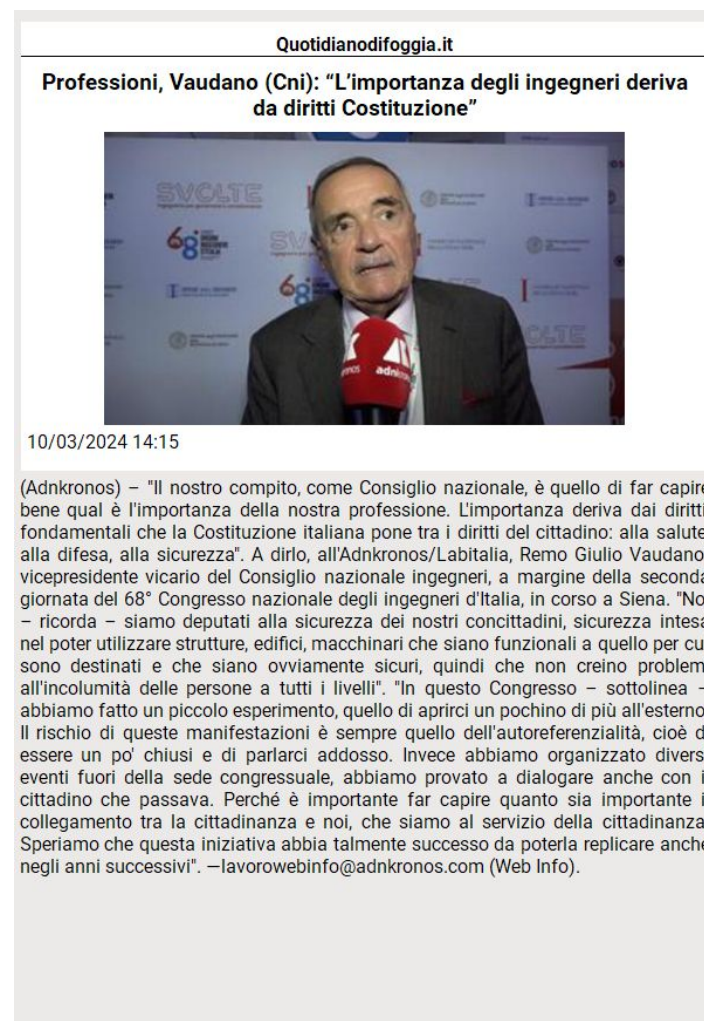 Quotidianodifoggia.it
Professioni, Vaudano (Cni): “L’importanza degli ingegneri deriva
da diritti Costituzione”
SVOLTE
68
adnkronos
10/03/2024 14:15
(Adnkronos) – "Il nostro compito, come Consiglio nazionale, è quello di far capire
bene qual è l'importanza della nostra professione. L'importanza deriva dai diritti
fondamentali che la Costituzione italiana pone tra i diritti del cittadino: alla salute
alla difesa, alla sicurezza". A dirlo, all'Adnkronos/Labitalia, Remo Giulio Vaudano
vicepresidente vicario del Consiglio nazionale ingegneri, a margine della seconda
giornata del 68° Congresso nazionale degli ingegneri d'Italia, in corso a Siena. "No
– ricorda – siamo deputati alla sicurezza dei nostri concittadini, sicurezza intesa
nel poter utilizzare strutture, edifici, macchinari che siano funzionali a quello per cu
sono destinati e che siano ovviamente sicuri, quindi che non creino problem
all'incolumità delle persone a tutti i livelli". "In questo Congresso – sottolinea –
abbiamo fatto un piccolo esperimento, quello di aprirci un pochino di più all'esterno
Il rischio di queste manifestazioni è sempre quello dell'autoreferenzialità, cioè d
essere un po' chiusi e di parlarci addosso. Invece abbiamo organizzato divers
eventi fuori della sede congressuale, abbiamo provato a dialogare anche con i
cittadino che passava. Perché è importante far capire quanto sia importante i
collegamento tra la cittadinanza e noi, che siamo al servizio della cittadinanza
Speriamo che questa iniziativa abbia talmente successo da poterla replicare anche
negli anni successivi". —lavorowebinfo@adnkronos.com (Web Info).